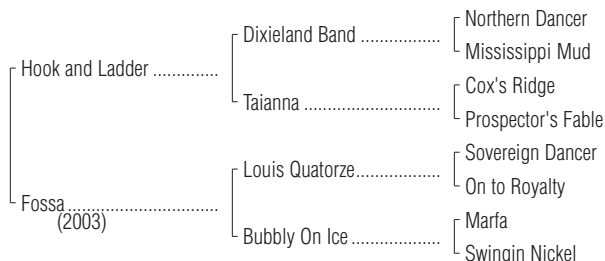 Northern Dancer
Dixieland Band ..................
Mississippi Mud
Hook and Ladder ..............
Cox's Ridge
Taianna ..............................
Prospector's Fable
Sovereign Dancer
Louis Quatorze...................
On to Royalty
Fossa.................................
(2003)
Marfa
Bubbly On Ice ....................
Swingin Nickel